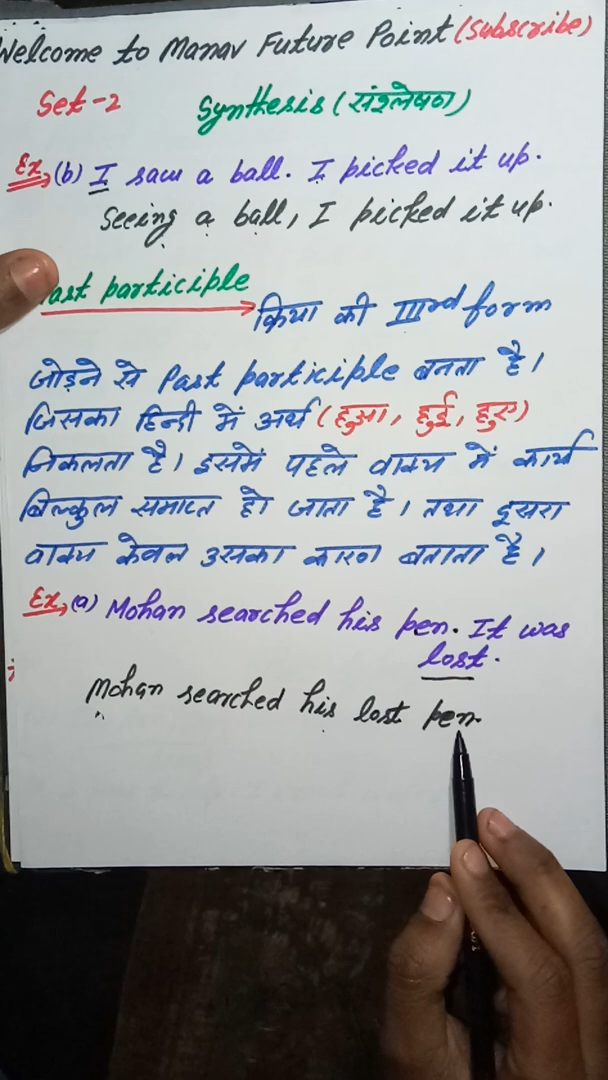 Welcome to Manav Future Point (Subscribe)
Set-2 Synthesis (संश्लेषण)
Ex, (b) I saw a ball. I picked it up.
Seeing a ball, I picked it up.
ast participle → क्रिया की IIIrd form
जोड़ने से Past participle बनता है।
जिसका हिन्दी में अर्थ (हुआ, हुई, हुए)
निकलता है। इसमें पहले वाक्य में कार्य
बिल्कुल समाप्त हो जाता है। तथा दूसरा
वाक्य केवल उसका कारण बताता है।
Ex, (a) Mohan searched his pen. It was
lost.
Mohan searched his lost pen.